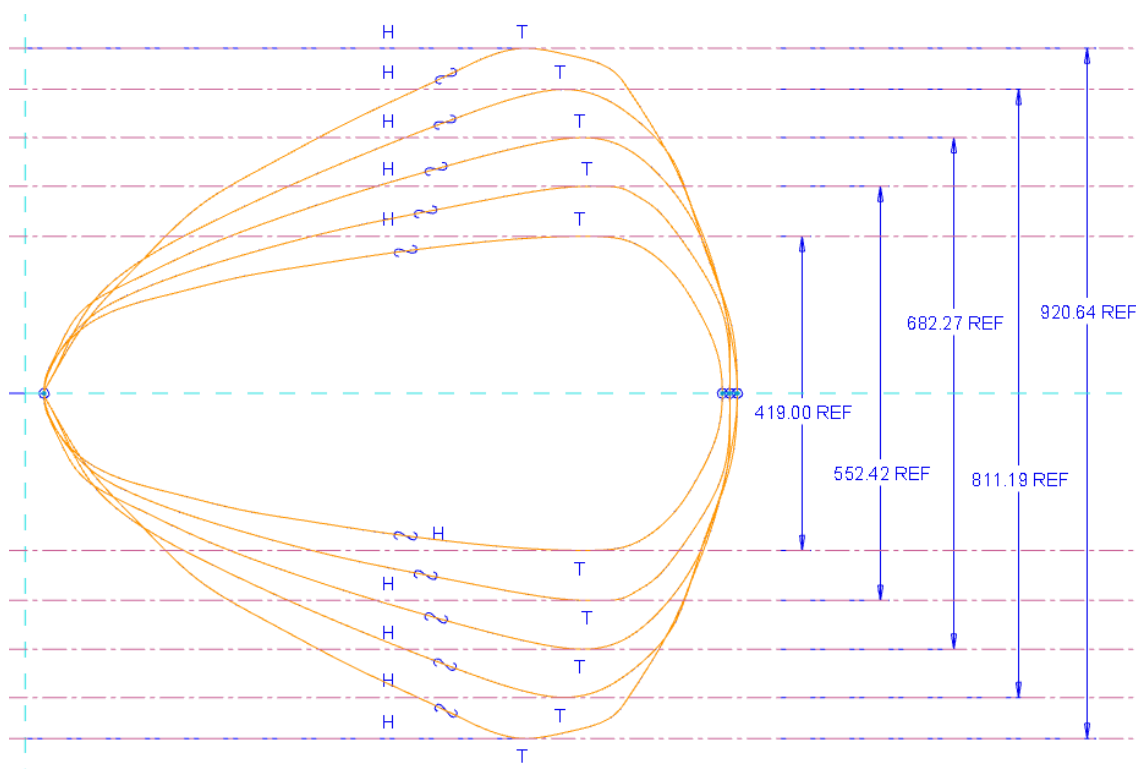 H T
H T
H T
T
H T
920.64 REF
682.27 REF
419.00 REF
552.42 REF
811.19 REF
H
T
H
T
H
T
H
T
H
T